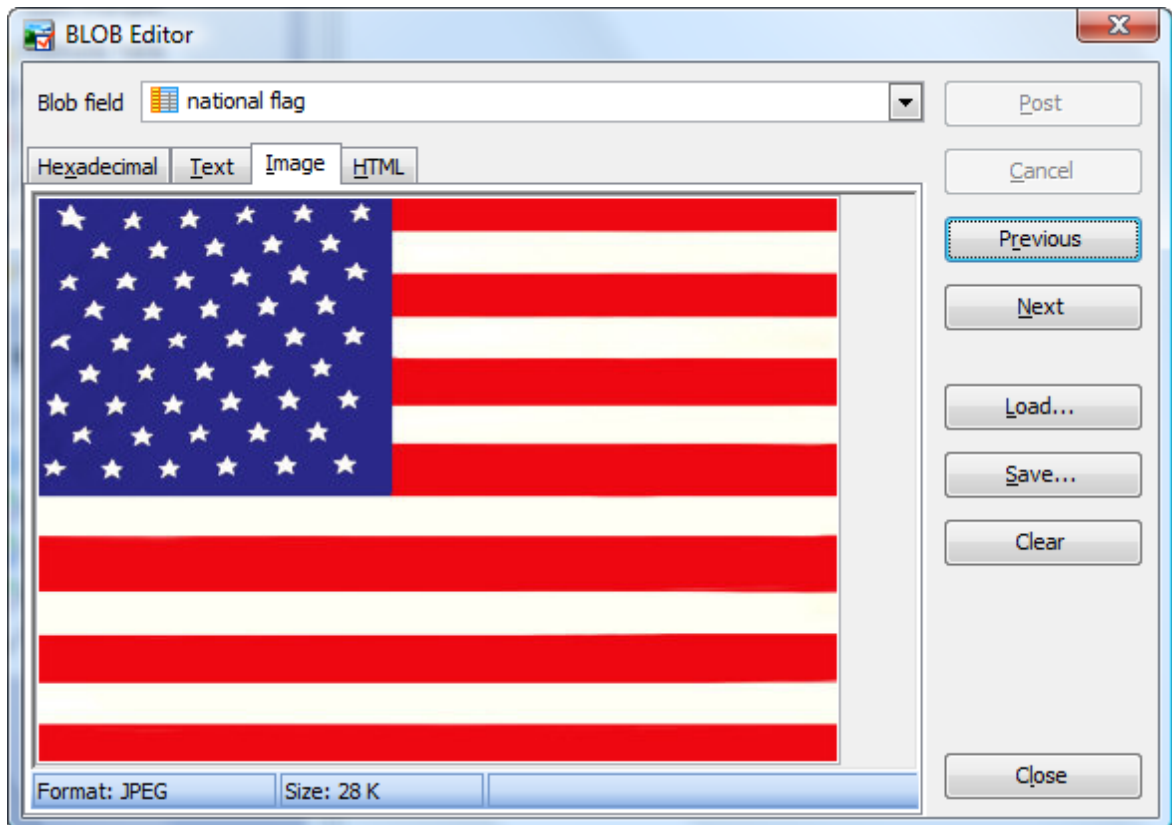 BLOB Editor
Blob field national flag
Post
Hexadecimal Text Image HTML
Cancel
Previous
Next
Load...
Save...
Clear
Close
Format: JPEG Size: 28 K